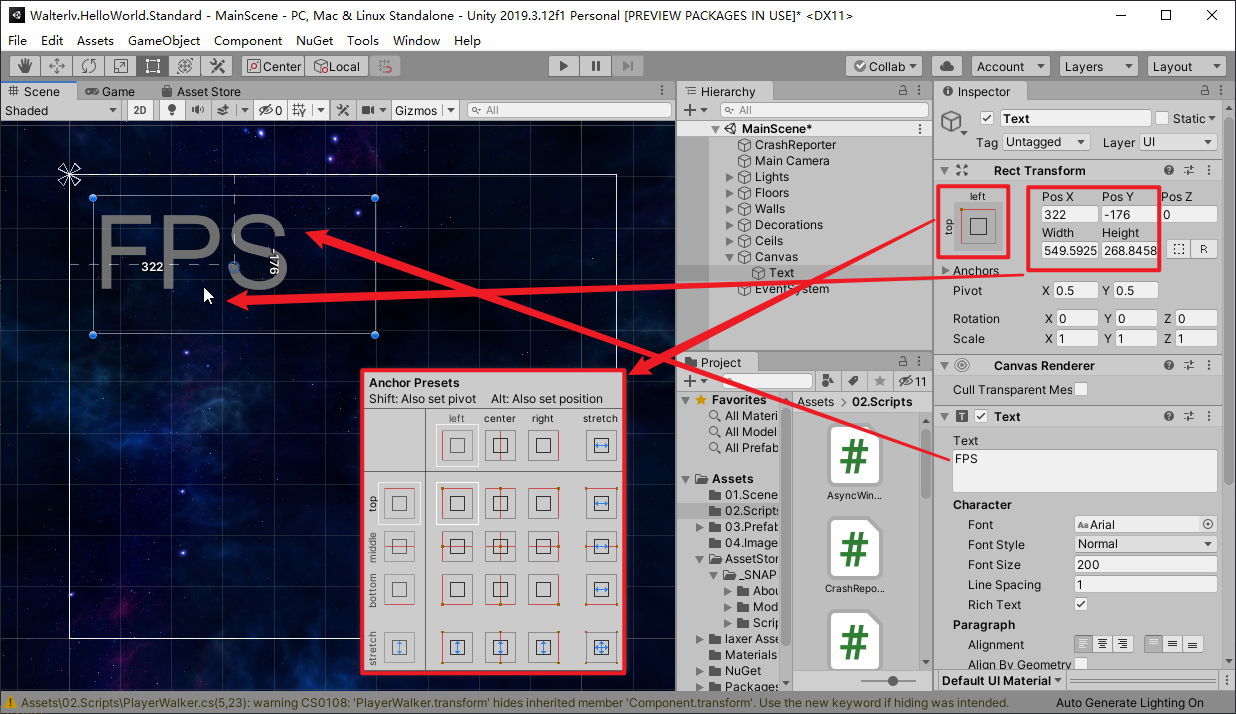 Walterlv.HelloWorld.Standard - MainScene - PC, Mac & Linux Standalone - Unity 2019.3.12f1 Personal [PREVIEW PACKAGES IN USE]* <DX11>
File Edit Assets GameObject Component NuGet Tools Window Help
Center Local Collab Account Layers Layout
Scene Game Asset Store
Shaded 2D 0 Gizmos All
FPS
322
-176
Anchor Presets
Shift: Also set pivot Alt: Also set position
left center right stretch
top
middle
bottom
stretch
Hierarchy
All
MainScene*
CrashReporter
Main Camera
Lights
Floors
Walls
Decorations
Ceils
Canvas
Text
EventSystem
Project
11
Favorites
All Materi
All Model
All Prefab
Assets
01.Scene
02.Scripts
03.Prefab
04.Image
AssetStor
_SNAP
Abou
Mod
Scrip
laxer Asse
Materials
NuGet
Packages
Assets > 02.Scripts
AsyncWin...
CrashRepo...
Inspector
Text Static
Tag Untagged Layer UI
Rect Transform
left
top
Pos X Pos Y Pos Z
322 -176 0
Width Height
549.5925 268.8458 R
Anchors
Pivot X 0.5 Y 0.5
Rotation X 0 Y 0 Z 0
Scale X 1 Y 1 Z 1
Canvas Renderer
Cull Transparent Mes
Text
Text
FPS
Character
Font Arial
Font Style Normal
Font Size 200
Line Spacing 1
Rich Text
Paragraph
Alignment
Align By Geometry
Default UI Material
Assets\02.Scripts\PlayerWalker.cs(5,23): warning CS0108: 'PlayerWalker.transform' hides inherited member 'Component.transform'. Use the new keyword if hiding was intended.
Auto Generate Lighting On